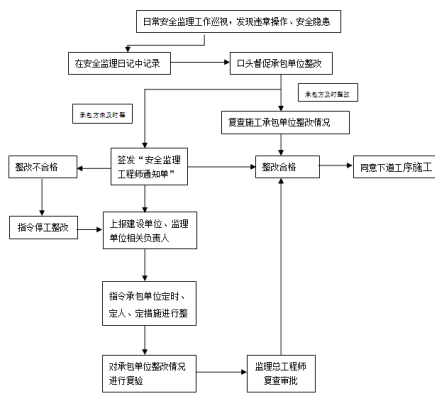 日常安全监理工作巡视，发现违章操作、安全隐患
在安全监理日记中记录
口头督促承包单位整改
承包方及时整改
承包方未及时整
复查施工承包单位整改情况
整改不合格
签发“安全监理
工程师通知单”
整改合格
同意下道工序施工
指令停工整改
上报建设单位、监理
单位相关负责人
指令承包单位定时、
定人、定措施进行整
对承包单位整改情况
进行复验
监理总工程师
复查审批